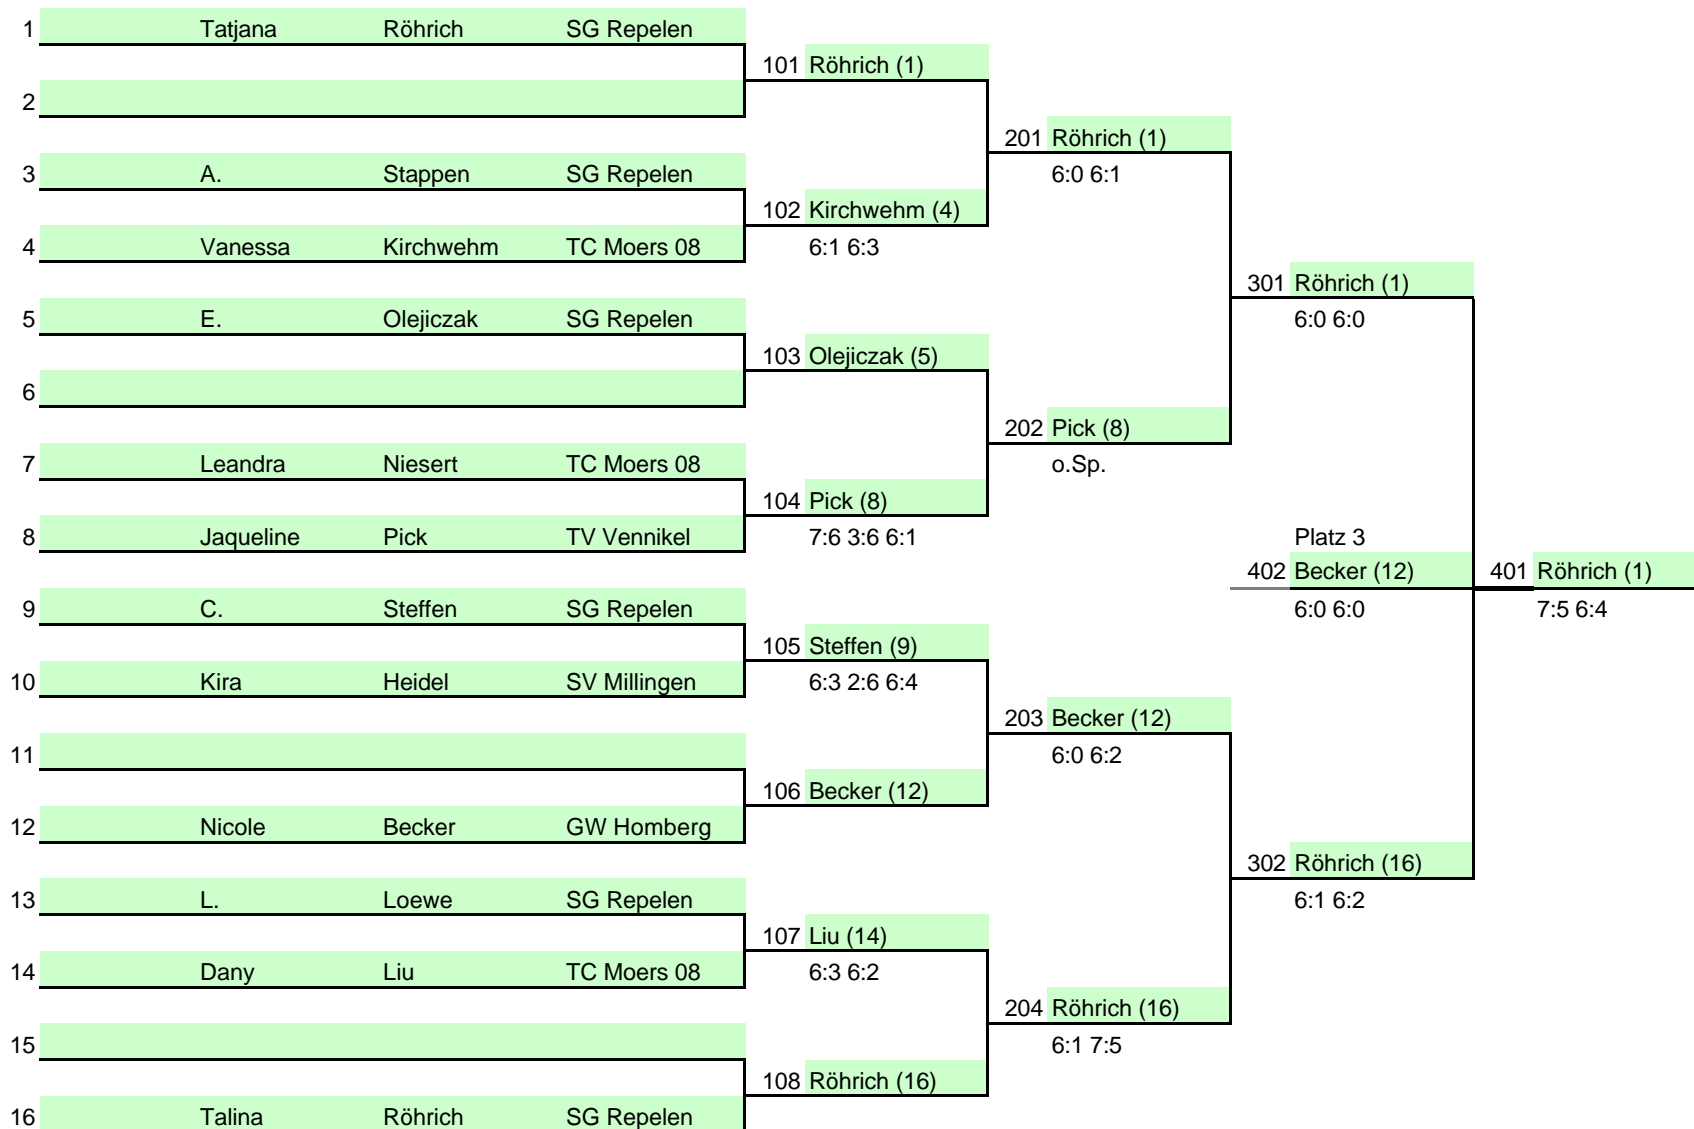 1 Tatjana Röhrich SG Repelen
101 Röhrich (1)
2
201 Röhrich (1)
3 A. Stappen SG Repelen
6:0 6:1
102 Kirchwehm (4)
4 Vanessa Kirchwehm TC Moers 08
6:1 6:3
301 Röhrich (1)
5 E. Olejiczak SG Repelen
6:0 6:0
103 Olejiczak (5)
6
202 Pick (8)
7 Leandra Niesert TC Moers 08
o.Sp.
104 Pick (8)
8 Jaqueline Pick TV Vennikel
7:6 3:6 6:1
Platz 3
402 Becker (12)
401 Röhrich (1)
9 C. Steffen SG Repelen
6:0 6:0
7:5 6:4
105 Steffen (9)
10 Kira Heidel SV Millingen
6:3 2:6 6:4
203 Becker (12)
11
6:0 6:2
106 Becker (12)
12 Nicole Becker GW Homberg
302 Röhrich (16)
13 L. Loewe SG Repelen
6:1 6:2
107 Liu (14)
14 Dany Liu TC Moers 08
6:3 6:2
204 Röhrich (16)
15
6:1 7:5
108 Röhrich (16)
16 Talina Röhrich SG Repelen